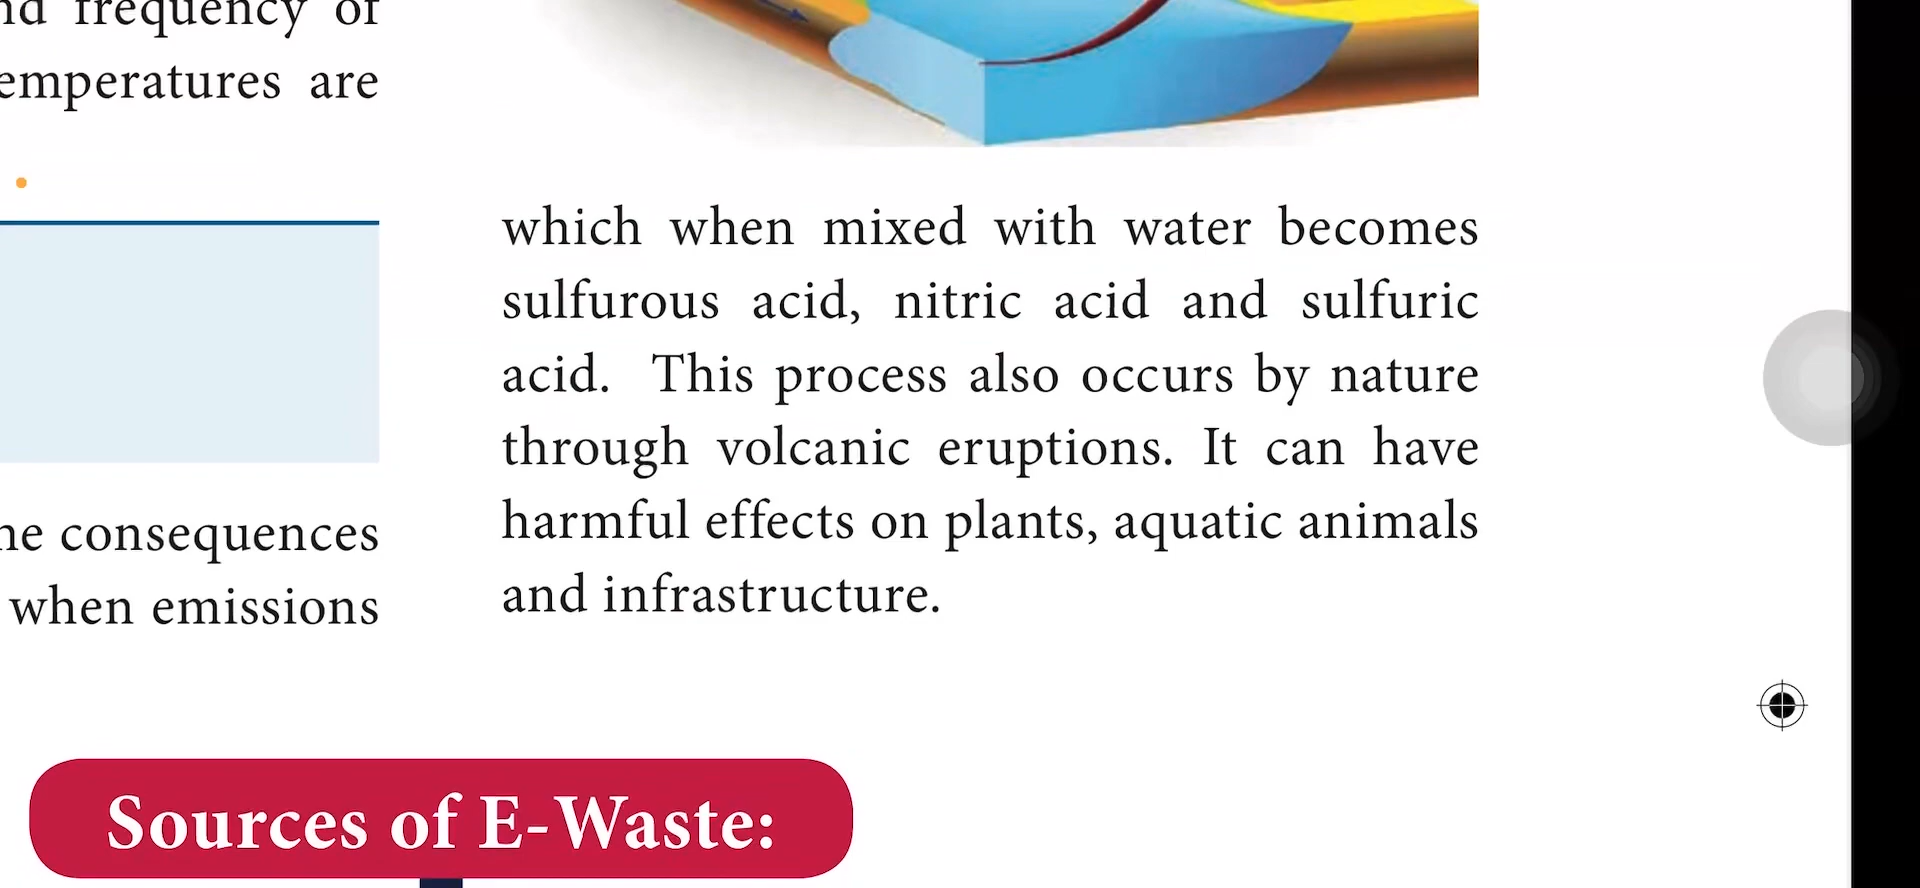 nd frequency of
emperatures are
ne consequences
when emissions
which when mixed with water becomes
sulfurous acid, nitric acid and sulfuric
acid. This process also occurs by nature
through volcanic eruptions. It can have
harmful effects on plants, aquatic animals
and infrastructure.
Sources of E-Waste: